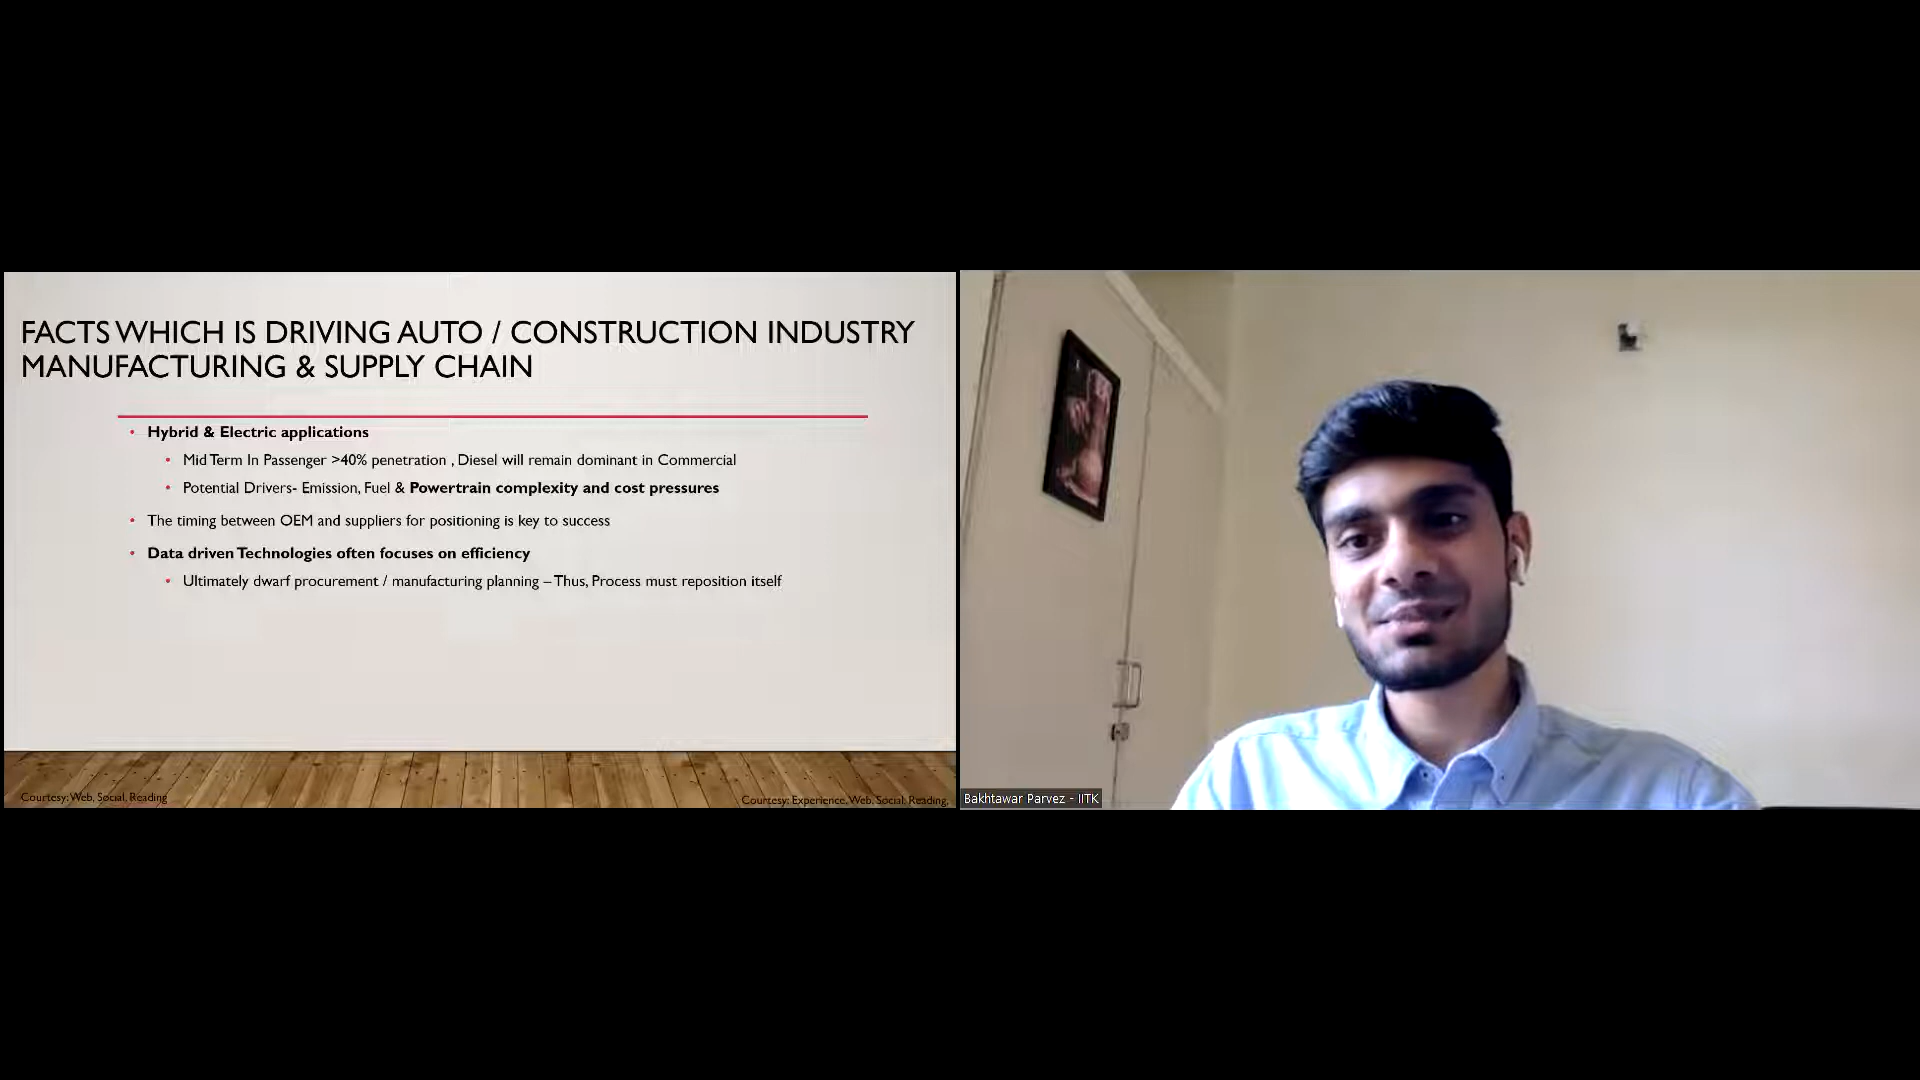 FACTS WHICH IS DRIVING AUTO / CONSTRUCTION INDUSTRY
MANUFACTURING & SUPPLY CHAIN
• Hybrid & Electric applications
• Mid Term In Passenger >40% penetration , Diesel will remain dominant in Commercial
• Potential Drivers- Emission, Fuel & Powertrain complexity and cost pressures
• The timing between OEM and suppliers for positioning is key to success
• Data driven Technologies often focuses on efficiency
• Ultimately dwarf procurement / manufacturing planning – Thus, Process must reposition itself
Courtesy: Web, Social, Reading
Courtesy: Experience, Web, Social, Reading,
Bakhtawar Parvez - IITK